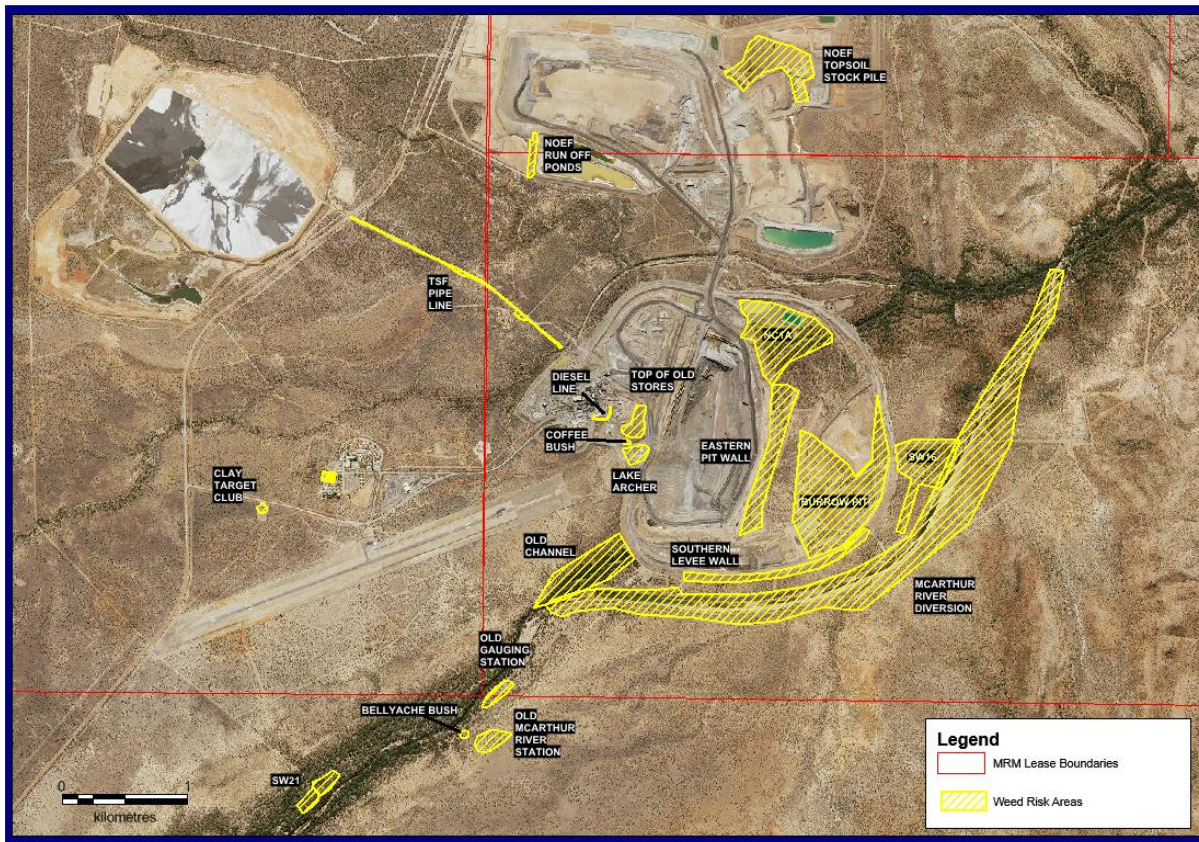 NOEF
TOPSOIL
STOCK PILE
NOEF
RUN OFF
PONDS
TSF
PIPE
LINE
NC-1A
DIESEL
LINE
TOP OF OLD
STORES
COFFEE
BUSH
EASTERN
PIT WALL
SW16
LAKE
ARCHER
CLAY
TARGET
CLUB
BURROW PIT
OLD
CHANNEL
SOUTHERN
LEVEE WALL
MCARTHUR
RIVER
DIVERSION
OLD
GAUGING
STATION
BELLYACHE BUSH
OLD
MCARTHUR
RIVER
STATION
SW21
0 1
kilometres
Legend
MRM Lease Boundaries
Weed Risk Areas